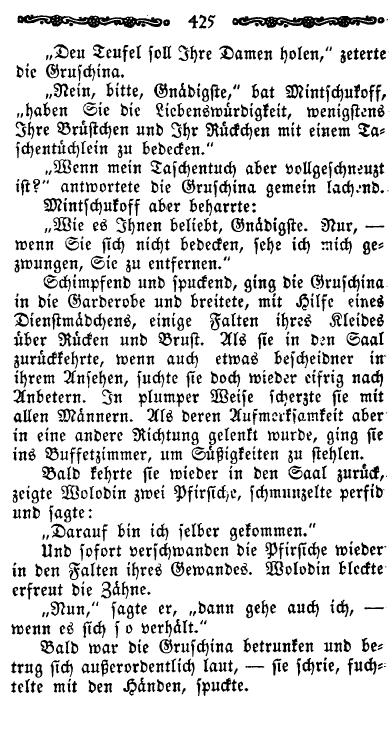 425
„Deu Teufel soll Ihre Damen holen,“ zeterte
die Gruschina.
„Nein, bitte, Gnädigste,“ bat Mintschukoff,
„haben Sie die Liebenswürdigkeit, wenigstens
Ihre Brüstchen und Ihr Rückchen mit einem Ta-
schentüchlein zu bedecken.“
„Wenn mein Taschentuch aber vollgeschneuzt
ist?“ antwortete die Gruschina gemein lachend.
Mintschukoff aber beharrte:
„Wie es Ihnen beliebt, Gnädigste. Nur, —
wenn Sie sich nicht bedecken, sehe ich mich ge-
zwungen, Sie zu entfernen.“
Schimpfend und spuckend, ging die Gruschina
in die Garderobe und breitete, mit Hilfe eines
Dienstmädchens, einige Falten ihres Kleides
über Rücken und Brust. Als sie in den Saal
zurückkehrte, wenn auch etwas bescheidner in
ihrem Ansehen, suchte sie doch wieder eifrig nach
Anbetern. In plumper Weise scherzte sie mit
allen Männern. Als deren Aufmerksamkeit aber
in eine andere Richtung gelenkt wurde, ging sie
ins Buffetzimmer, um Süßigkeiten zu stehlen.
Bald kehrte sie wieder in den Saal zurück,
zeigte Wolodin zwei Pfirsiche, schmunzelte perfid
und sagte:
„Darauf bin ich selber gekommen.“
Und sofort verschwanden die Pfirsiche wieder
in den Falten ihres Gewandes. Wolodin bleckte
erfreut die Zähne.
„Nun,“ sagte er, „dann gehe auch ich, —
wenn es sich so verhält.“
Bald war die Gruschina betrunken und be-
trug sich außerordentlich laut, — sie schrie, fuch-
telte mit den Händen, spuckte.